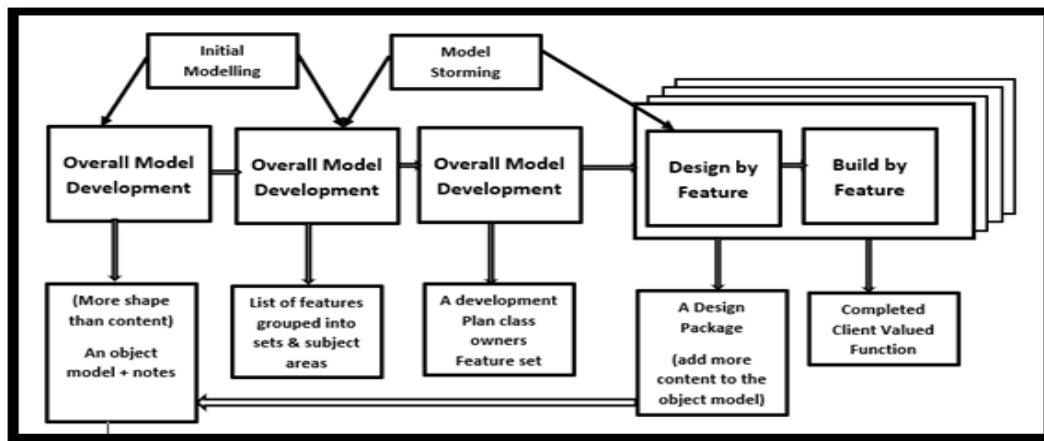 Initial
Modelling
Model
Storming
Overall Model
Development
Overall Model
Development
Overall Model
Development
Design by
Feature
Build by
Feature
(More shape
than content)
An object
model + notes
List of features
grouped into
sets & subject
areas
A development
Plan class
owners
Feature set
A Design
Package
(add more
content to the
object model)
Completed
Client Valued
Function